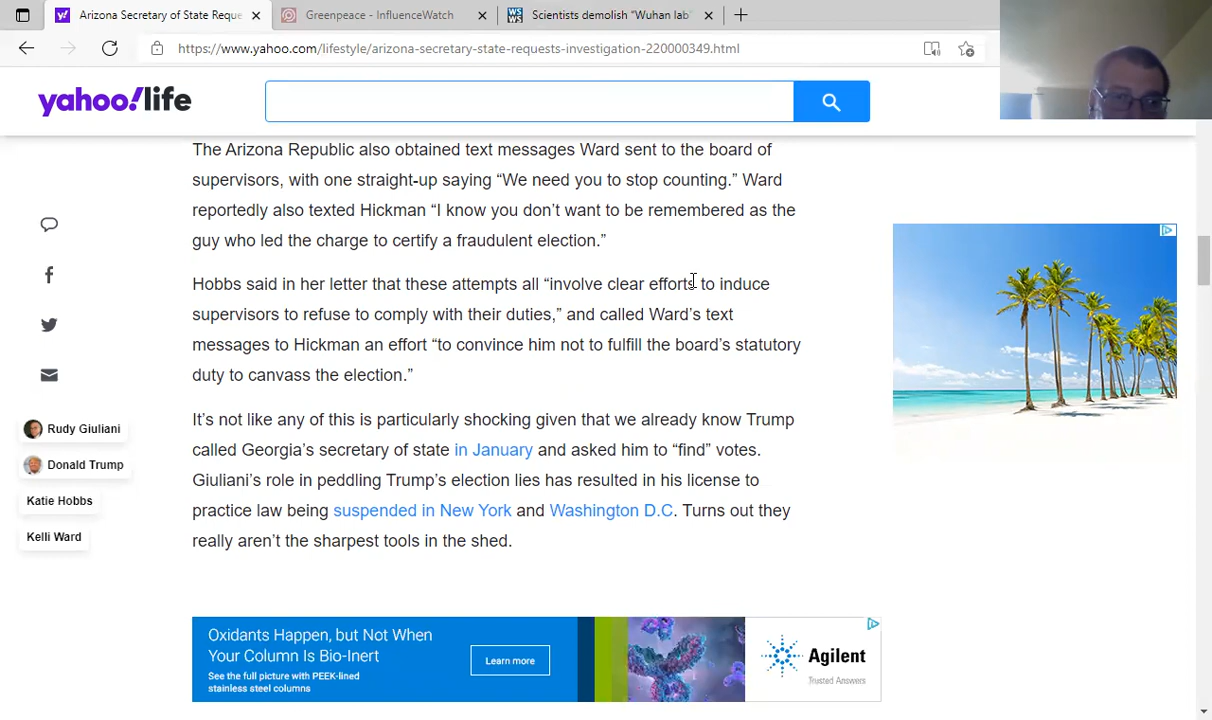 Arizona Secretary of State Reque
Greenpeace - InfluenceWatch
WS
WS
Scientists demolish "Wuhan lab"
https://www.yahoo.com/lifestyle/arizona-secretary-state-requests-investigation-220000349.html
yahoo!life
The Arizona Republic also obtained text messages Ward sent to the board of
supervisors, with one straight-up saying “We need you to stop counting.” Ward
reportedly also texted Hickman “I know you don’t want to be remembered as the
guy who led the charge to certify a fraudulent election.”
Hobbs said in her letter that these attempts all “involve clear efforts to induce
supervisors to refuse to comply with their duties,” and called Ward’s text
messages to Hickman an effort “to convince him not to fulfill the board’s statutory
duty to canvass the election.”
It’s not like any of this is particularly shocking given that we already know Trump
called Georgia’s secretary of state in January and asked him to “find” votes.
Giuliani’s role in peddling Trump’s election lies has resulted in his license to
practice law being suspended in New York and Washington D.C. Turns out they
really aren’t the sharpest tools in the shed.
Rudy Giuliani
Donald Trump
Katie Hobbs
Kelli Ward
Oxidants Happen, but Not When
Your Column Is Bio-Inert
See the full picture with PEEK-lined
stainless steel columns
Learn more
Agilent
Trusted Answers